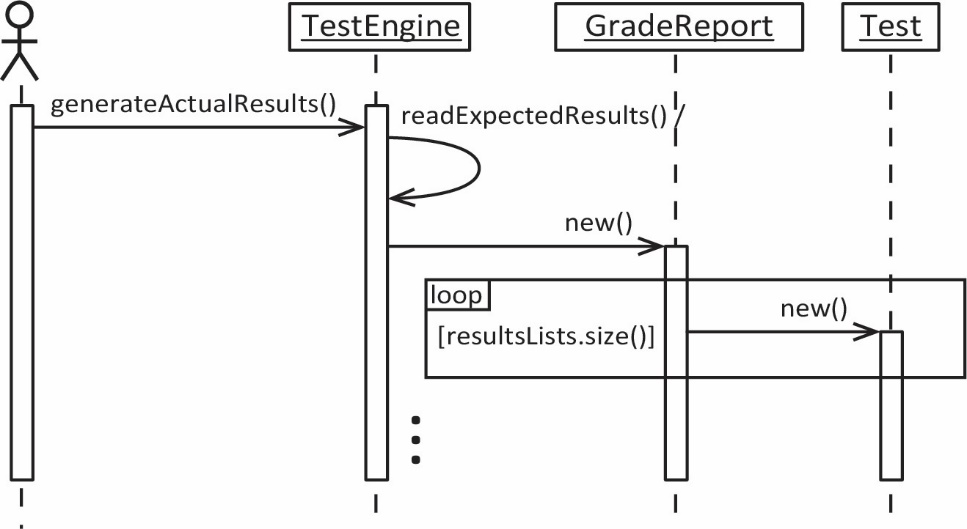 TestEngine
GradeReport
Test
generateActualResults()
readExpectedResults() /
new()
loop
new()
[resultsLists.size()]